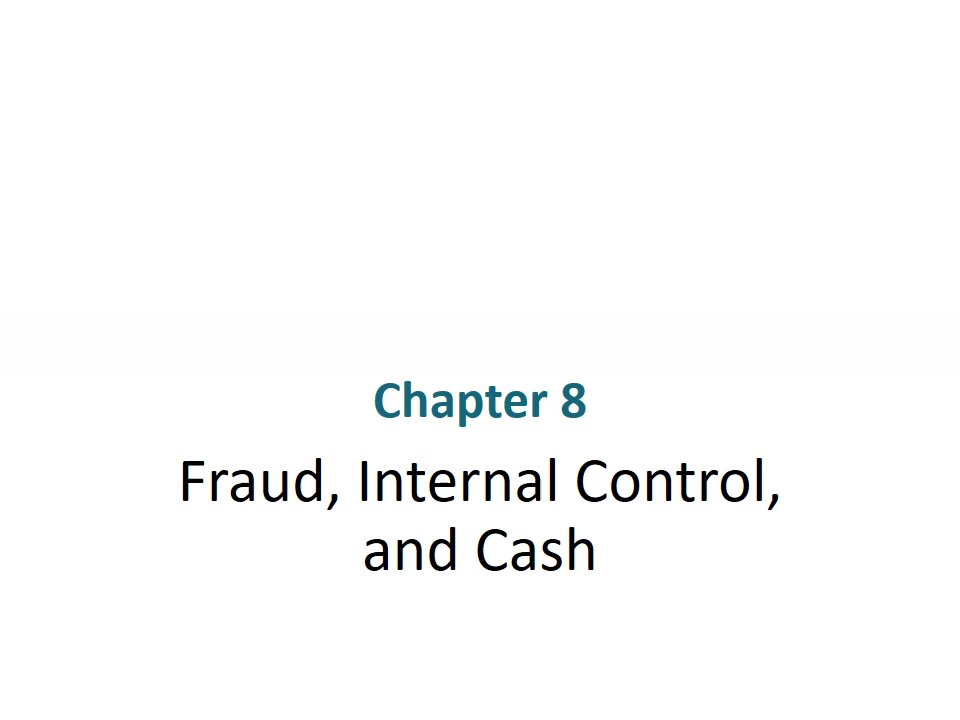 Chapter 8
Fraud, Internal Control,
and Cash